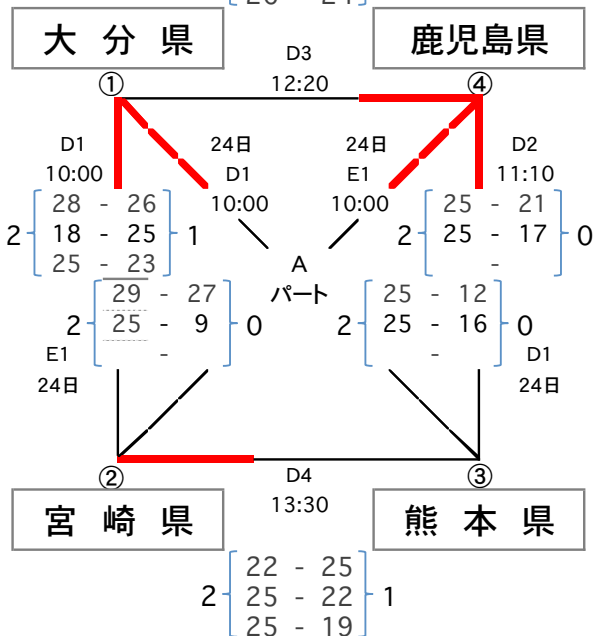 26 - 24
大分県 鹿児島県
D3
① 12:20 ④
D1 24日 24日 D2
10:00 D1 E1 11:10
28 - 26 10:00 10:00 25 - 21
2 18 - 25 1 2 25 - 17 0
25 - 23 A -
29 - 27 パート 25 - 12
2 25 - 9 0 2 25 - 16 0
E1 - - D1
24日 24日
② D4 ③
宮崎県 13:30 熊本県
22 - 25
2 25 - 22 1
25 - 19